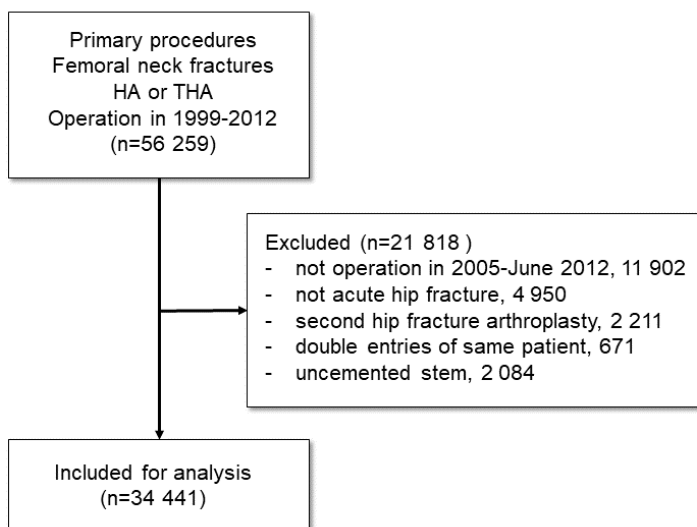 Primary procedures
Femoral neck fractures
HA or THA
Operation in 1999-2012
(n=56 259)
Excluded (n=21 818 )
- not operation in 2005-June 2012, 11 902
- not acute hip fracture, 4 950
- second hip fracture arthroplasty, 2 211
- double entries of same patient, 671
- uncemented stem, 2 084
Included for analysis
(n=34 441)